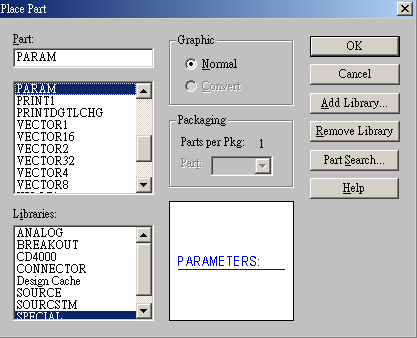 Place Part
Part:
PARAM
PARAM
PRINT1
PRINTDGTLCHG
VECTOR1
VECTOR16
VECTOR2
VECTOR32
VECTOR4
VECTOR8
Libraries:
ANALOG
BREAKOUT
CD4000
CONNECTOR
Design Cache
SOURCE
SOURCSTM
SPECIAL
Graphic
Normal
Convert
Packaging
Parts per Pkg: 1
Part:
PARAMETERS:
OK
Cancel
Add Library...
Remove Library
Part Search...
Help